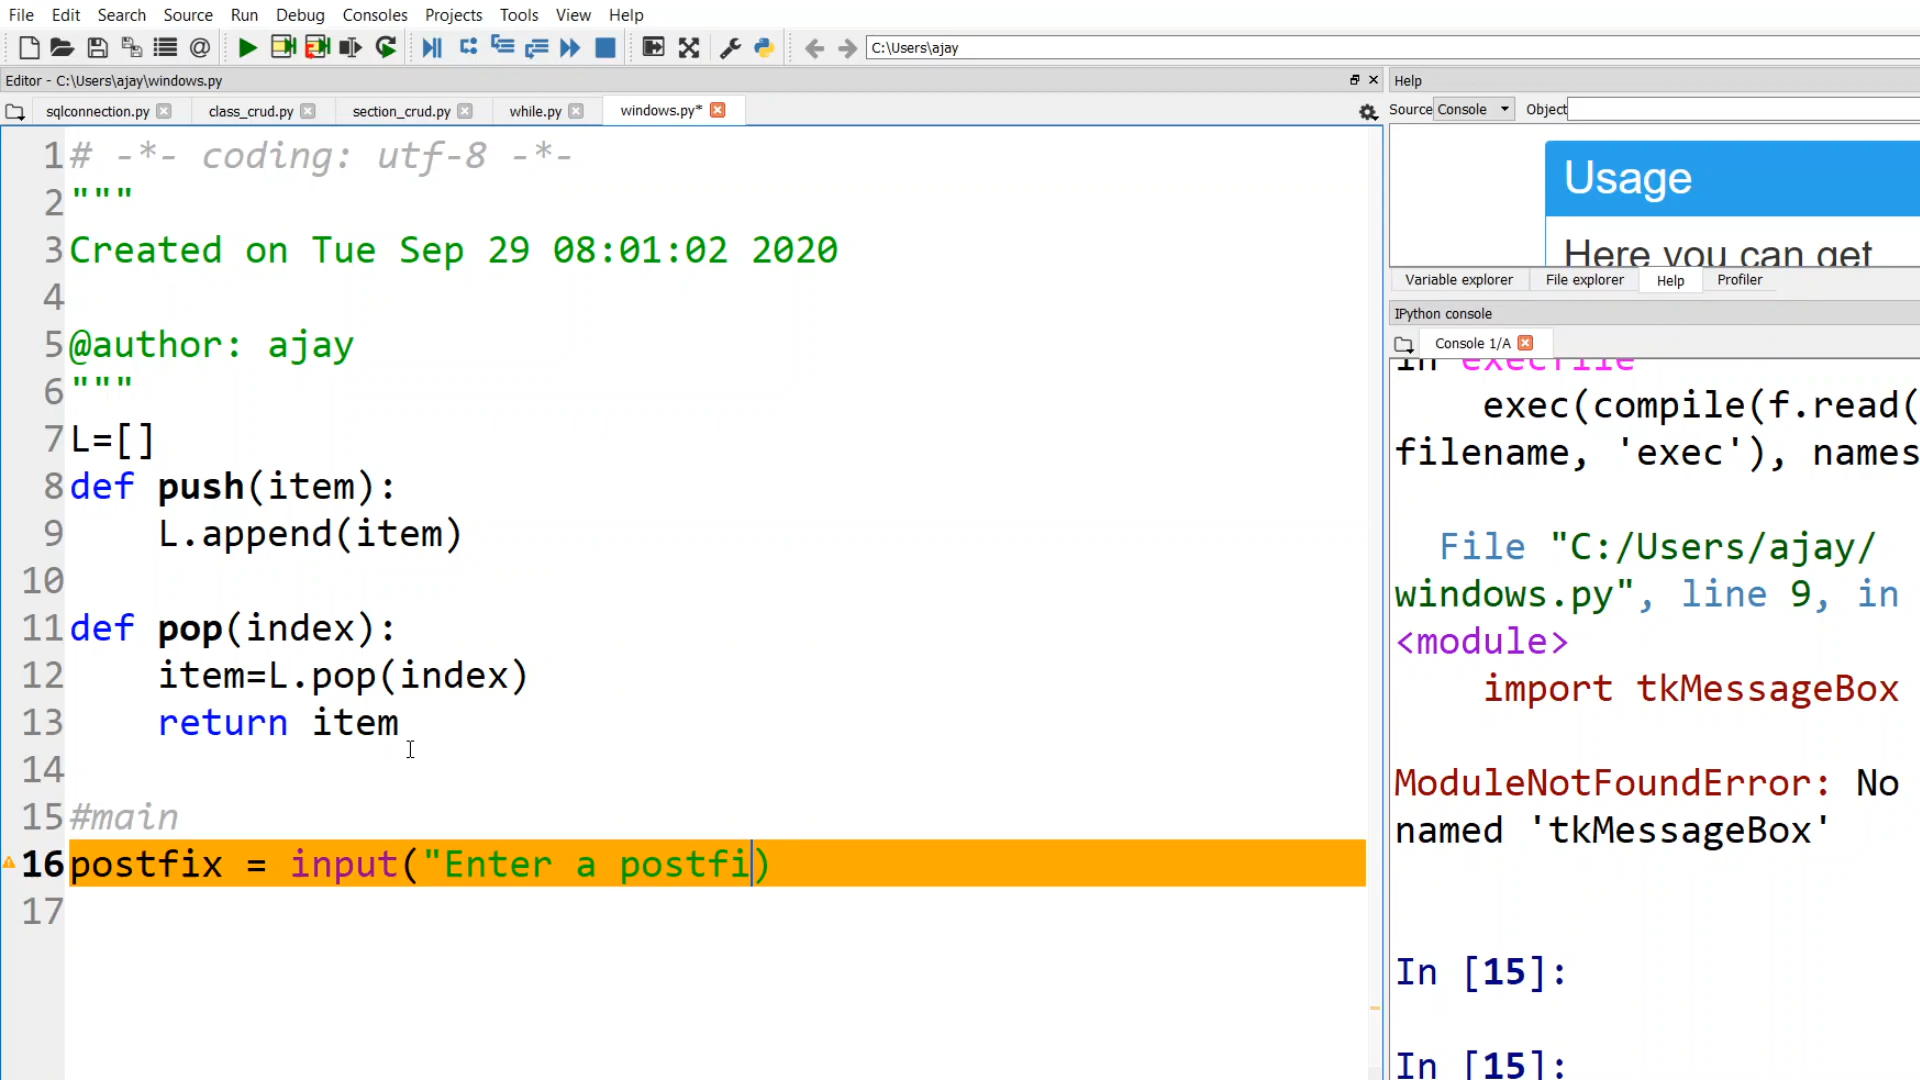 File Edit Search Source Run Debug Consoles Projects Tools View Help
C:\Users\ajay
Editor - C:\Users\ajay\windows.py
sqlconnection.py class_crud.py section_crud.py while.py windows.py*
1 # -*- coding: utf-8 -*-
2 """
3 Created on Tue Sep 29 08:01:02 2020
4
5 @author: ajay
6 """
7 L=[]
8 def push(item):
9 L.append(item)
10
11 def pop(index):
12 item=L.pop(index)
13 return item
14
15 #main
16 postfix = input("Enter a postfi)
17
Help
Source Console Object
Usage
Here you can get
Variable explorer File explorer Help Profiler
IPython console
Console 1/A
in execfile
exec(compile(f.read(
filename, 'exec'), names
File "C:/Users/ajay/
windows.py", line 9, in
<module>
import tkMessageBox
ModuleNotFoundError: No
named 'tkMessageBox'
In [15]:
In [15]: